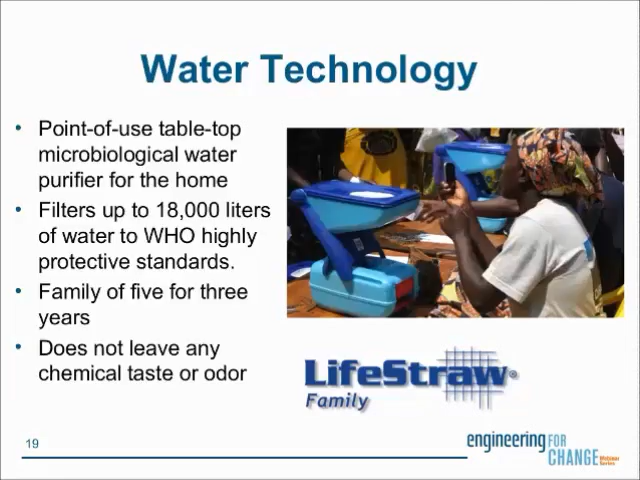 Water Technology
• Point-of-use table-top
microbiological water
purifier for the home
• Filters up to 18,000 liters
of water to WHO highly
protective standards.
• Family of five for three
years
• Does not leave any
chemical taste or odor
LifeStraw®
Family
19
engineering FOR
CHANGE Webinar
Series